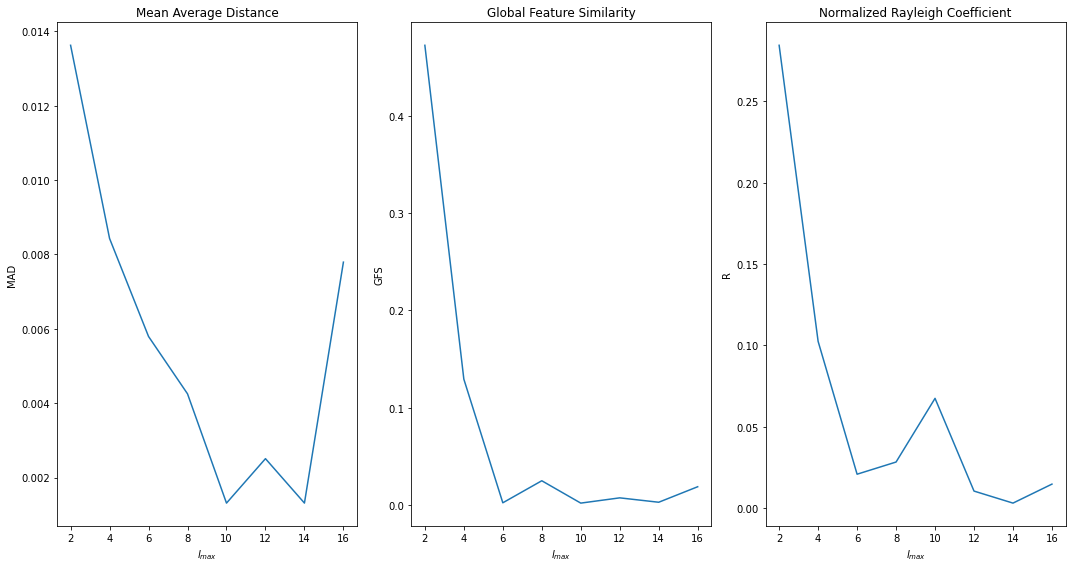 Mean Average Distance
MAD
0.014
0.012
0.010
0.008
0.006
0.004
0.002
2 4 6 8 10 12 14 16
l_max
Global Feature Similarity
GFS
0.4
0.3
0.2
0.1
0.0
2 4 6 8 10 12 14 16
l_max
Normalized Rayleigh Coefficient
R
0.25
0.20
0.15
0.10
0.05
0.00
2 4 6 8 10 12 14 16
l_max